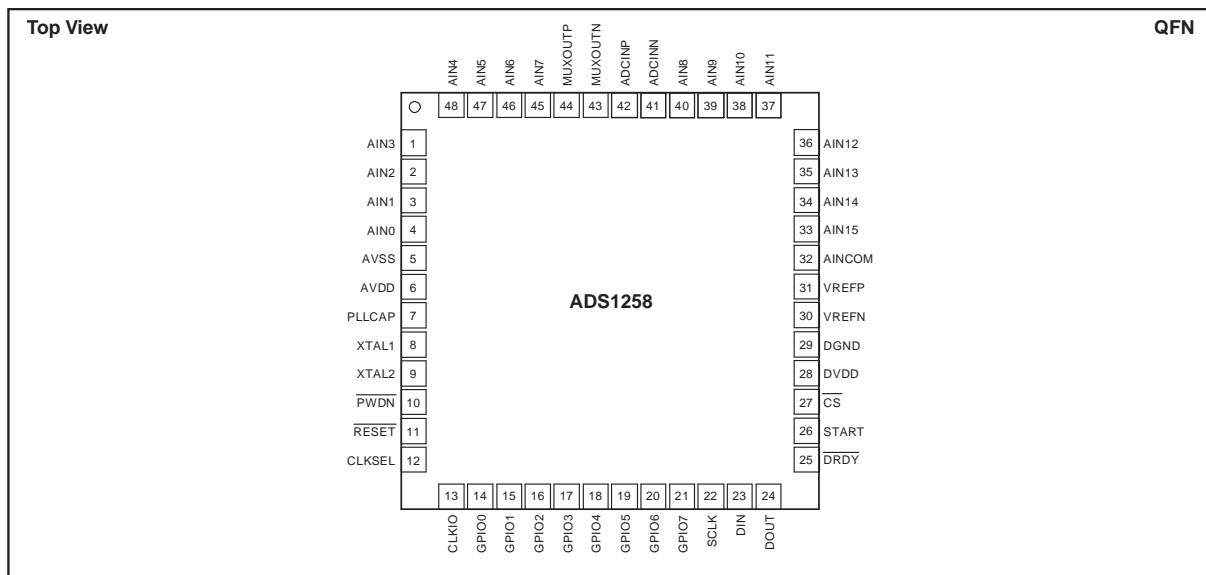 Top View
QFN
AIN4
AIN5
AIN6
AIN7
MUXOUTP
MUXOUTN
ADCINP
ADCINN
AIN8
AIN9
AIN10
AIN11
48 47 46 45 44 43 42 41 40 39 38 37
AIN3 1
AIN2 2
AIN1 3
AIN0 4
AVSS 5
AVDD 6
PLLCAP 7
XTAL1 8
XTAL2 9
PWDN 10
RESET 11
CLKSEL 12
ADS1258
36 AIN12
35 AIN13
34 AIN14
33 AIN15
32 AINCOM
31 VREFP
30 VREFN
29 DGND
28 DVDD
27 CS
26 START
25 DRDY
13 14 15 16 17 18 19 20 21 22 23 24
CLKIO
GPIO0
GPIO1
GPIO2
GPIO3
GPIO4
GPIO5
GPIO6
GPIO7
SCLK
DIN
DOUT